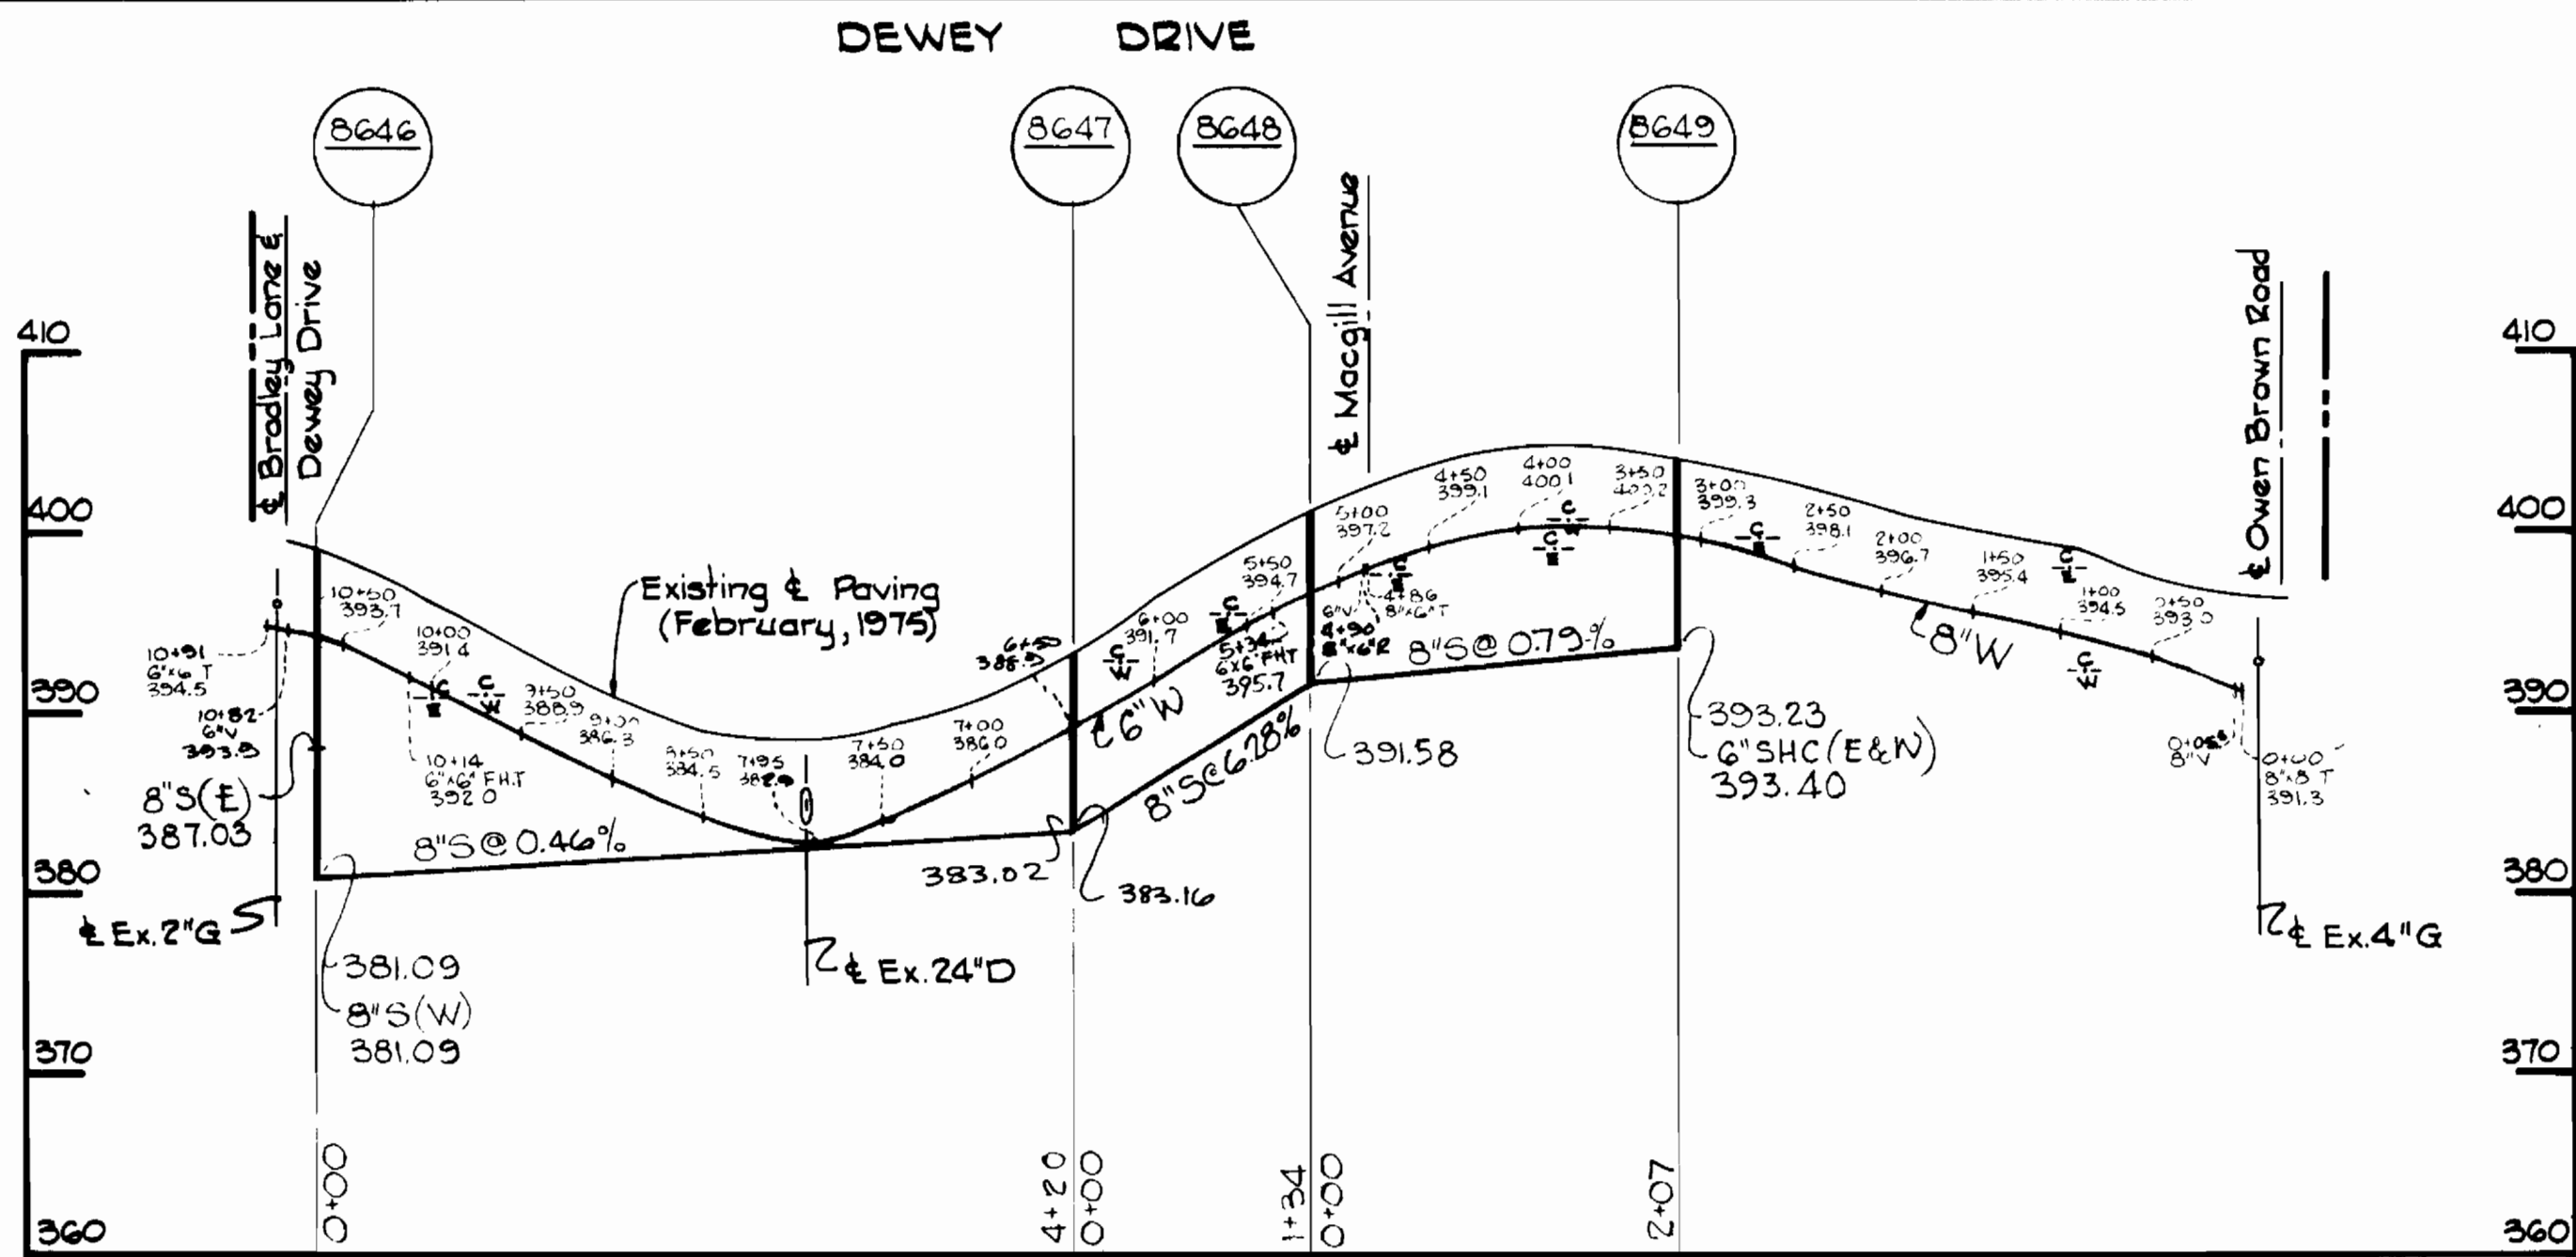 DEWEY DRIVE
8646
8647
8648
8649
℄ Bradley Lane &
Dewey Drive
℄ Macgill Avenue
℄ Owen Brown Road
410
400
390
380
370
360
410
400
390
380
370
360
Existing ℄ Paving
(February, 1975)
10+91
6"x6" T
394.5
10+82
6"V
393.9
8"S(E)
387.03
℄ Ex. 2"G
10+50
393.7
10+00
391.4
C
E
C
W
10+14
6"x6" F.H.T
392.0
9+50
388.9
9+00
386.3
8+50
384.5
7+95
382.9
7+50
384.0
7+00
386.0
6+50
388.9
6+00
391.7
C
W
C
E
5+50
394.7
5+34
6"x6" FHT
395.7
5+00
397.2
6"V
4+90
8"x6"R
4+86
8"x6"T
C
E
4+50
399.1
4+00
400.1
C
W
C
E
3+50
400.2
3+00
399.3
C
E
2+50
398.1
2+00
396.7
1+50
395.4
C
E
1+00
394.5
0+50
393.0
C
W
0+00
8"x8 T
391.3
8"V
8"S@0.46%
8"S@6.28%
8"S@0.79%
6"W
8"W
383.02
383.16
391.58
393.23
6"SHC(E&W)
393.40
381.09
8"S(W)
381.09
℄ Ex. 24"D
℄ Ex. 4"G
0+00
4+20
0+00
1+34
0+00
2+07